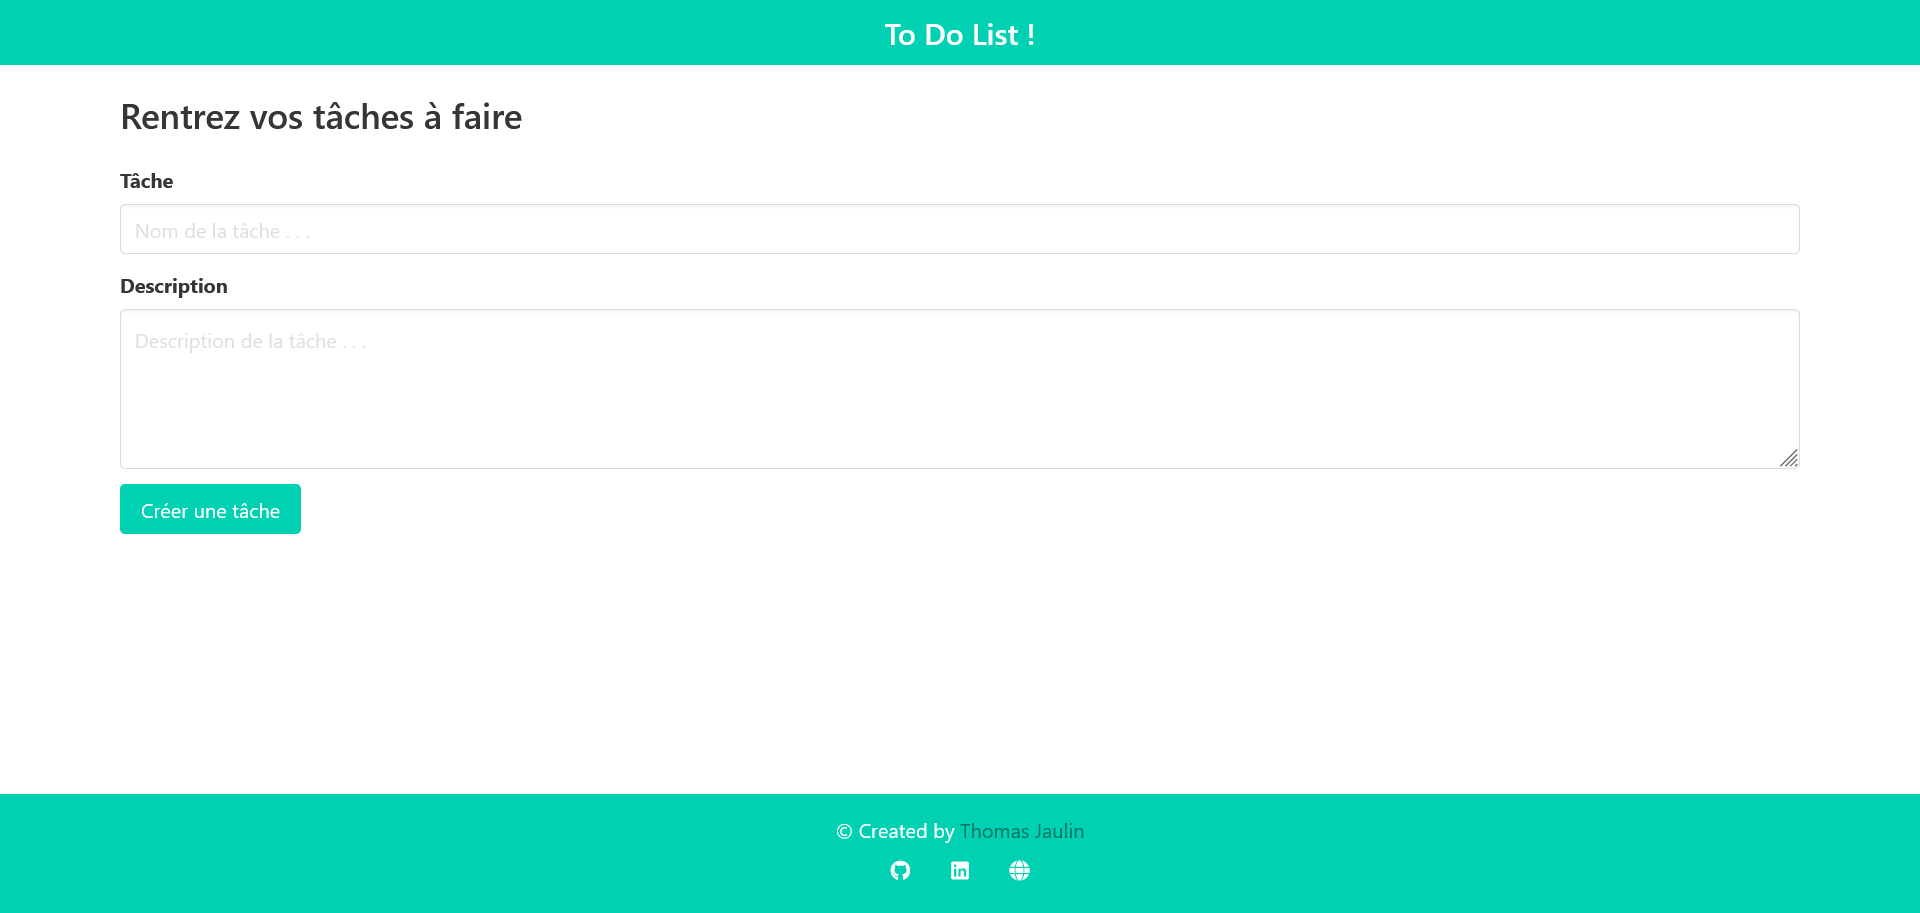 To Do List !
Rentrez vos tâches à faire
Tâche
Nom de la tâche . . .
Description
Description de la tâche . . .
Créer une tâche
© Created by Thomas Jaulin